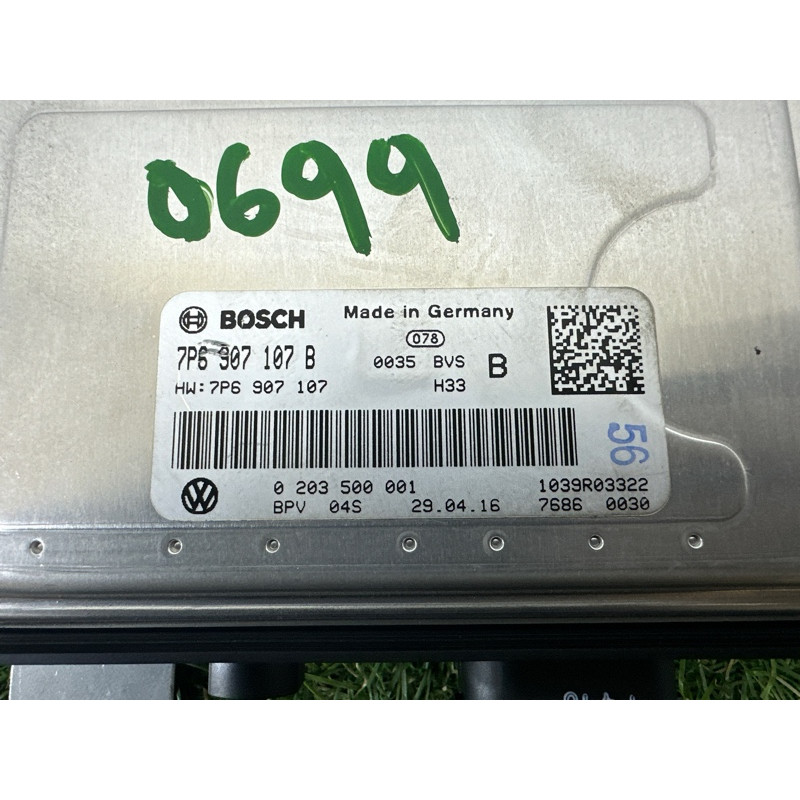 0699
BOSCH Made in Germany
078
7P6 907 107 B 0035 BVS B
HW:7P6 907 107 H33
56
0 203 500 001 1039R03322
BPV 04S 29.04.16 7686 0030